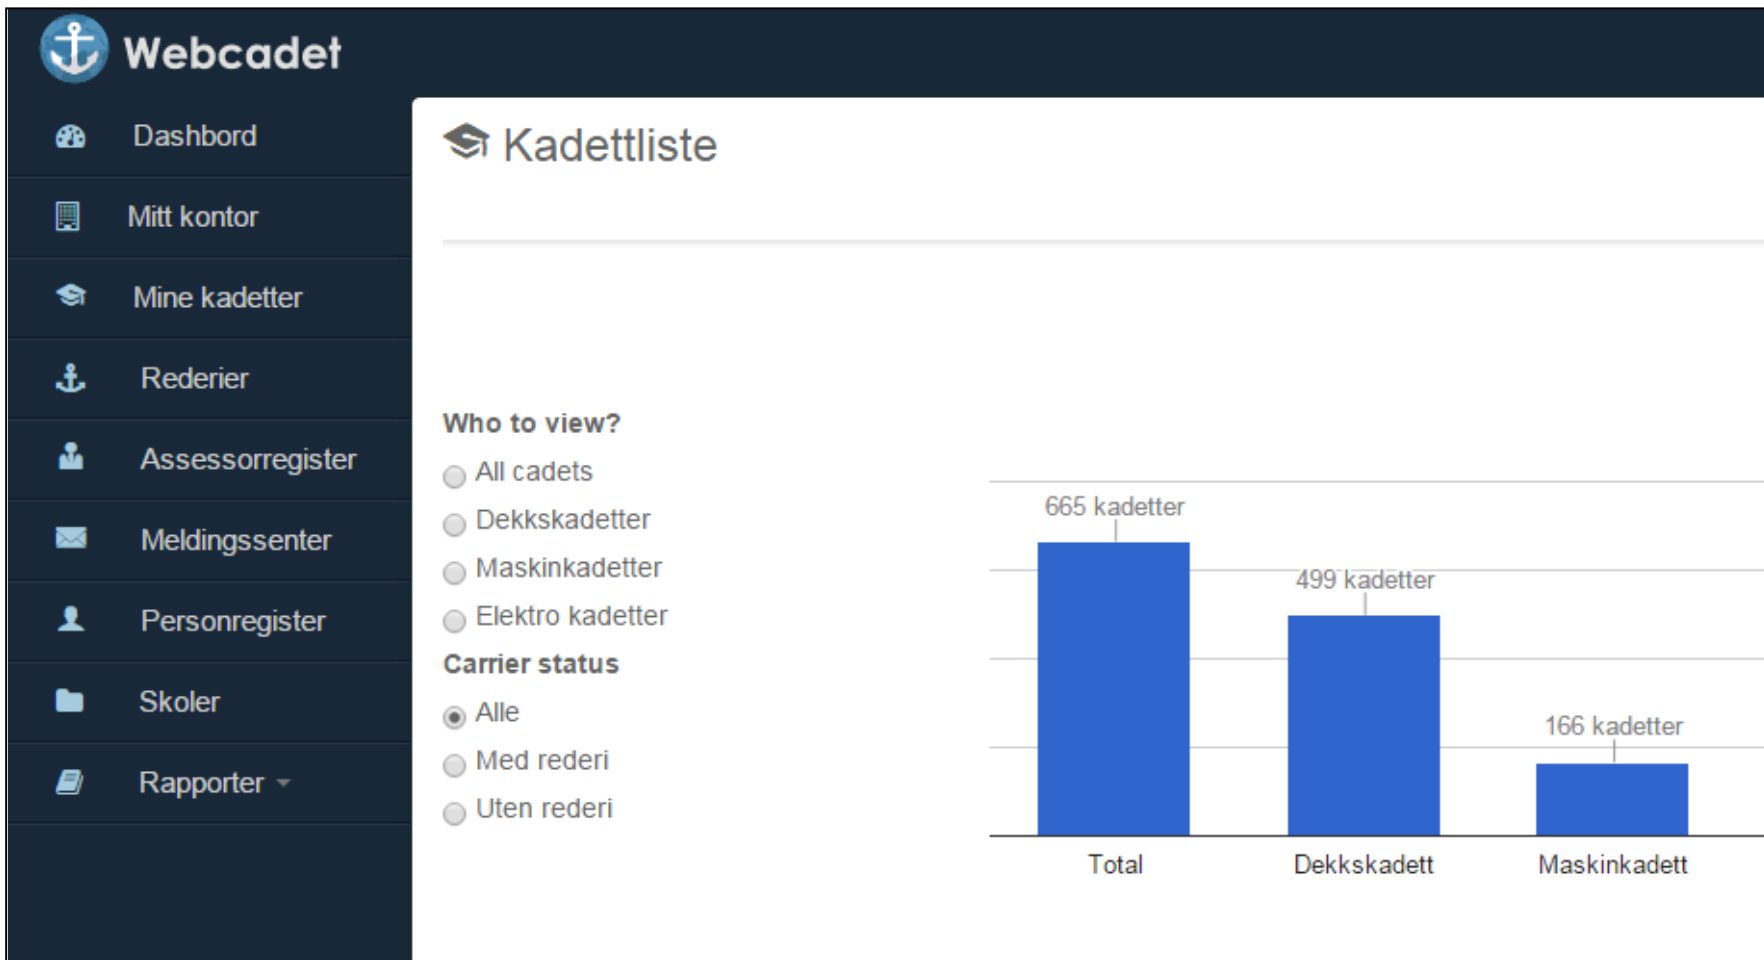 Webcadet
Dashbord
Mitt kontor
Mine kadetter
Rederier
Assessorregister
Meldingssenter
Personregister
Skoler
Rapporter
Kadettliste
Who to view?
All cadets
Dekkskadetter
Maskinkadetter
Elektro kadetter
Carrier status
Alle
Med rederi
Uten rederi
665 kadetter
499 kadetter
166 kadetter
Total
Dekkskadett
Maskinkadett